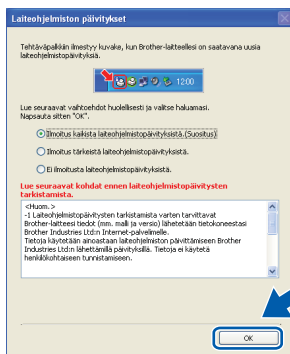 Laiteohjelmiston päivitykset
Tehtäväpalkkiin ilmestyy kuvake, kun Brother-laitteellesi on saatavana uusia
laiteohjelmistopäivityksiä.
12:00
Lue seuraavat vaihtoehdot huolellisesti ja valitse haluamasi.
Napsauta sitten "OK".
Ilmoitus kaikista laiteohjelmistopäivityksistä.(Suositus)
Ilmoitus tärkeistä laiteohjelmistopäivityksistä.
Ei ilmoitusta laiteohjelmistopäivityksistä.
Lue seuraavat kohdat ennen laiteohjelmistopäivitysten
tarkistamista.
<Huom. >
-1 Laiteohjelmistopäivitysten tarkistamista varten tarvittavat
Brother-laitteesi tiedot (mm. malli ja versio) lähetetään tietokoneestasi
Brother Industries Ltd:n Internet-palvelimelle.
Tietoja käytetään ainoastaan laiteohjelmiston päivittämiseen Brother
Industries Ltd:n lähettämillä päivityksillä. Tietoja ei käytetä
henkilökohtaiseen tunnistamiseen.
OK